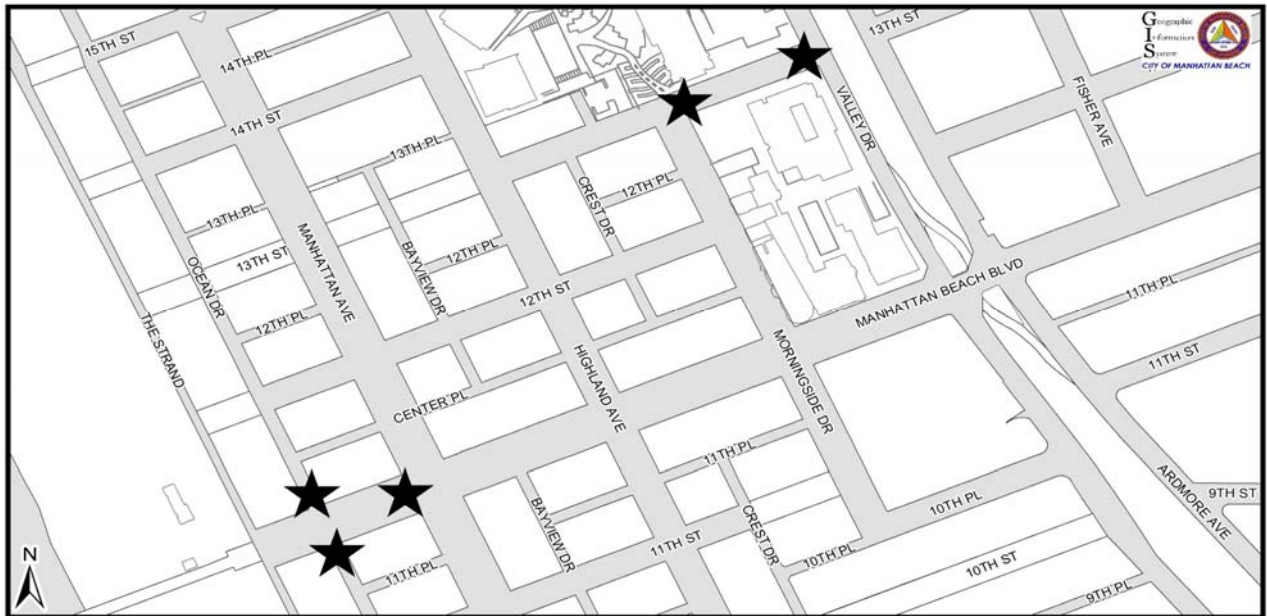 Geographic
Information
System
CITY OF MANHATTAN BEACH
15TH ST
14TH PL
13TH ST
14TH ST
VALLEY DR
FISHER AVE
13TH PL
CREST DR
12TH PL
13TH PL
MANHATTAN AVE
BAYVIEW DR
12TH PL
13TH ST
OCEAN DR
12TH ST
MANHATTAN BEACH BLVD
11TH PL
12TH PL
THE STRAND
HIGHLAND AVE
MORNINGSIDE DR
11TH ST
CENTER PL
11TH PL
ARDMORE AVE
9TH ST
10TH PL
BAYVIEW DR
CREST DR
11TH ST
10TH PL
10TH ST
11TH PL
9TH PL
N